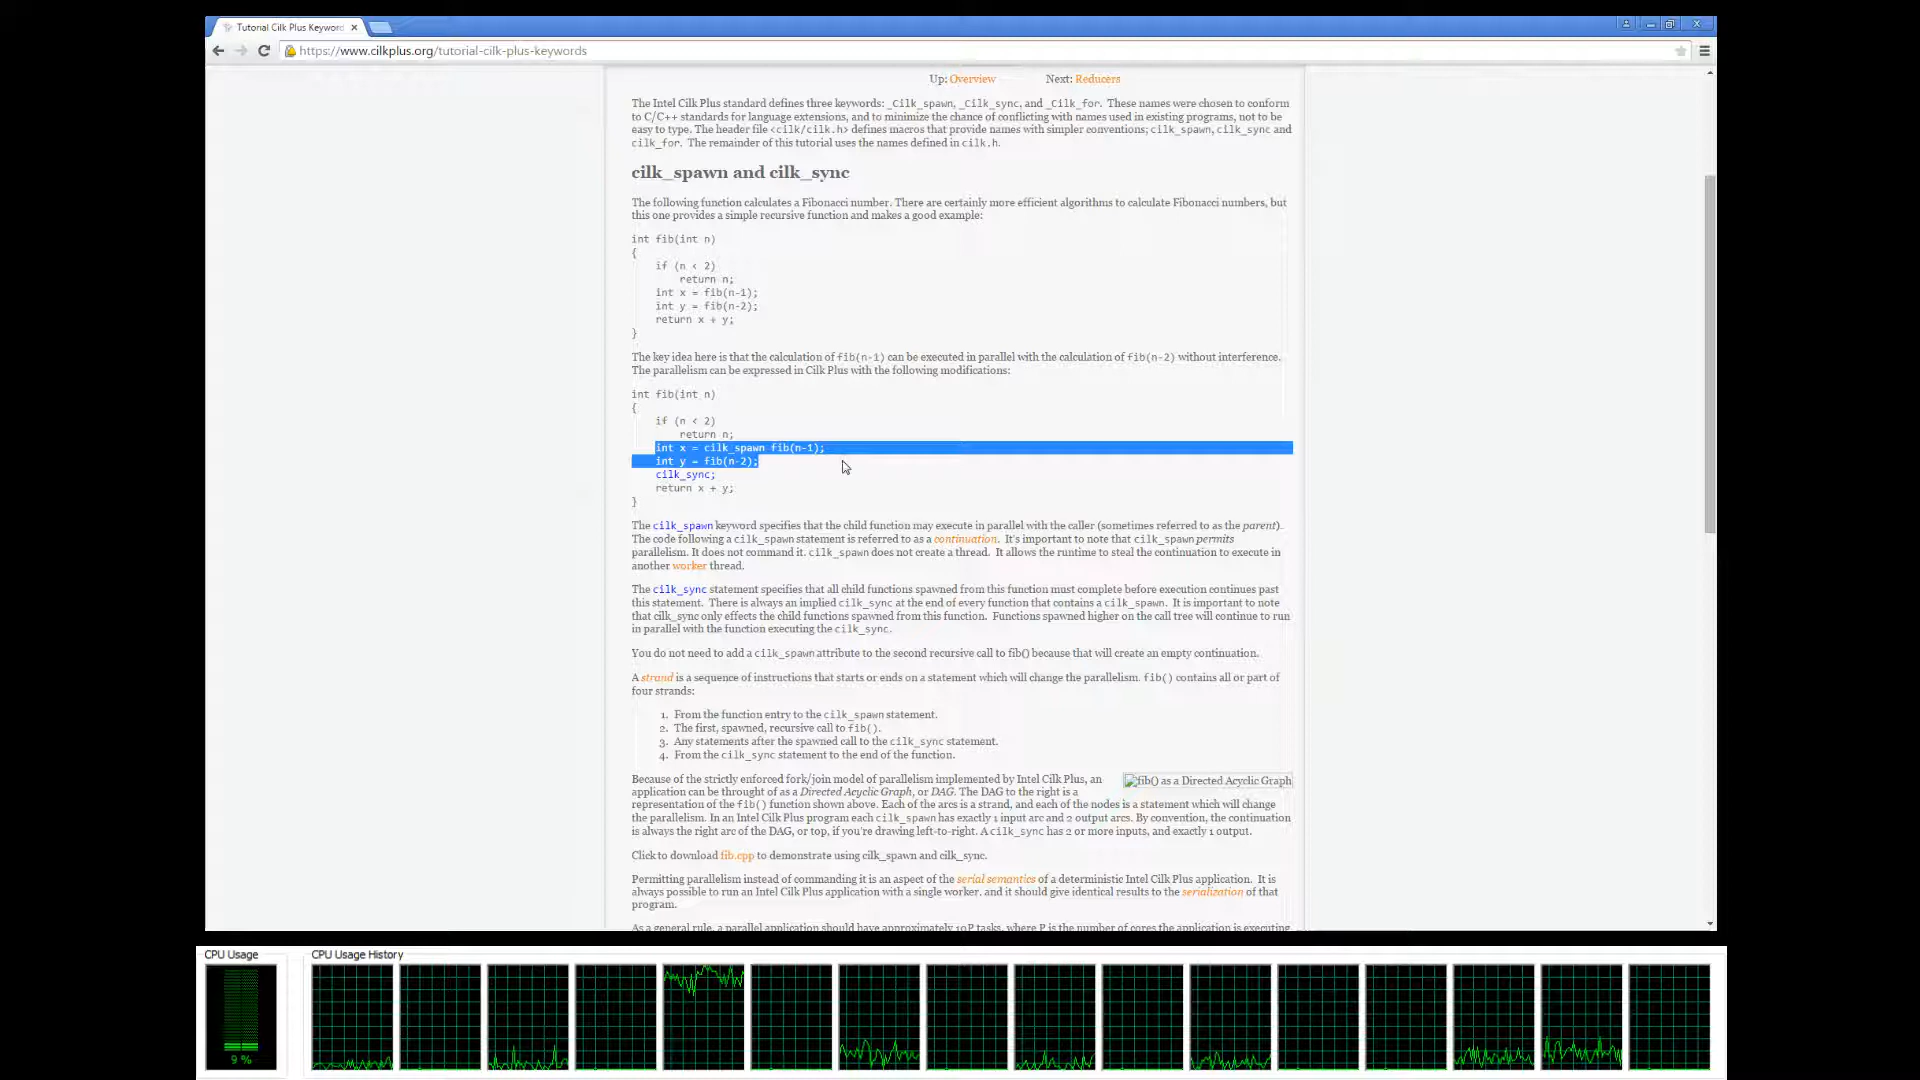 Tutorial Cilk Plus Keyword
https://www.cilkplus.org/tutorial-cilk-plus-keywords
Up: Overview Next: Reducers
The Intel Cilk Plus standard defines three keywords: _Cilk_spawn, _Cilk_sync, and _Cilk_for. These names were chosen to conform
to C/C++ standards for language extensions, and to minimize the chance of conflicting with names used in existing programs, not to be
easy to type. The header file <cilk/cilk.h> defines macros that provide names with simpler conventions; cilk_spawn, cilk_sync and
cilk_for. The remainder of this tutorial uses the names defined in cilk.h.
cilk_spawn and cilk_sync
The following function calculates a Fibonacci number. There are certainly more efficient algorithms to calculate Fibonacci numbers, but
this one provides a simple recursive function and makes a good example:
int fib(int n)
{
if (n < 2)
return n;
int x = fib(n-1);
int y = fib(n-2);
return x + y;
}
The key idea here is that the calculation of fib(n-1) can be executed in parallel with the calculation of fib(n-2) without interference.
The parallelism can be expressed in Cilk Plus with the following modifications:
int fib(int n)
{
if (n < 2)
return n;
int x = cilk_spawn fib(n-1);
int y = fib(n-2);
cilk_sync;
return x + y;
}
The cilk_spawn keyword specifies that the child function may execute in parallel with the caller (sometimes referred to as the parent).
The code following a cilk_spawn statement is referred to as a continuation. It's important to note that cilk_spawn permits
parallelism. It does not command it. cilk_spawn does not create a thread. It allows the runtime to steal the continuation to execute in
another worker thread.
The cilk_sync statement specifies that all child functions spawned from this function must complete before execution continues past
this statement. There is always an implied cilk_sync at the end of every function that contains a cilk_spawn. It is important to note
that cilk_sync only effects the child functions spawned from this function. Functions spawned higher on the call tree will continue to run
in parallel with the function executing the cilk_sync.
You do not need to add a cilk_spawn attribute to the second recursive call to fib() because that will create an empty continuation.
A strand is a sequence of instructions that starts or ends on a statement which will change the parallelism. fib() contains all or part of
four strands:
1. From the function entry to the cilk_spawn statement.
2. The first, spawned, recursive call to fib().
3. Any statements after the spawned call to the cilk_sync statement.
4. From the cilk_sync statement to the end of the function.
Because of the strictly enforced fork/join model of parallelism implemented by Intel Cilk Plus, an
fib() as a Directed Acyclic Graph
application can be throught of as a Directed Acyclic Graph, or DAG. The DAG to the right is a
representation of the fib() function shown above. Each of the arcs is a strand, and each of the nodes is a statement which will change
the parallelism. In an Intel Cilk Plus program each cilk_spawn has exactly 1 input arc and 2 output arcs. By convention, the continuation
is always the right arc of the DAG, or top, if you're drawing left-to-right. A cilk_sync has 2 or more inputs, and exactly 1 output.
Click to download fib.cpp to demonstrate using cilk_spawn and cilk_sync.
Permitting parallelism instead of commanding it is an aspect of the serial semantics of a deterministic Intel Cilk Plus application. It is
always possible to run an Intel Cilk Plus application with a single worker, and it should give identical results to the serialization of that
program.
As a general rule, a parallel application should have approximately 10P tasks, where P is the number of cores the application is executing
CPU Usage
CPU Usage History
9 %